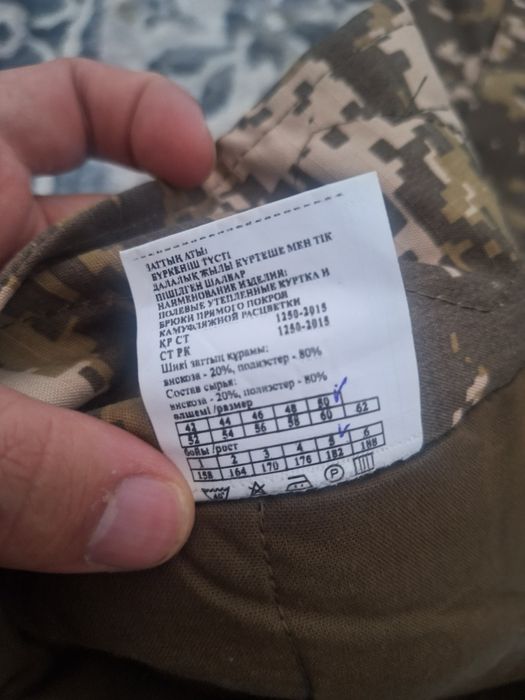 ЗАТТЫҢ АТЫ:
БҮРКЕНІШ ТҮСТІ
ДАЛАЛЫҚ ЖЫЛЫ КҮРТЕШЕ МЕН ТІК
ПІШІЛГЕН ШАЛБАР
НАИМЕНОВАНИЕ ИЗДЕЛИЯ:
ПОЛЕВЫЕ УТЕПЛЕННЫЕ КУРТКА И
БРЮКИ ПРЯМОГО ПОКРОЯ
КАМУФЛЯЖНОЙ РАСЦВЕТКИ
ҚР СТ 1250-2015
СТ РК 1250-2015
Шикі заттың құрамы:
вискоза - 20%, полиэстер - 80%
Состав сырья:
вискоза - 20%, полиэстер - 80%
өлшемі /размер
42 44 46 48 50
52 54 56 58 60 62
бойы /рост
1 2 3 4 5 6
158 164 170 176 182 188
40° P